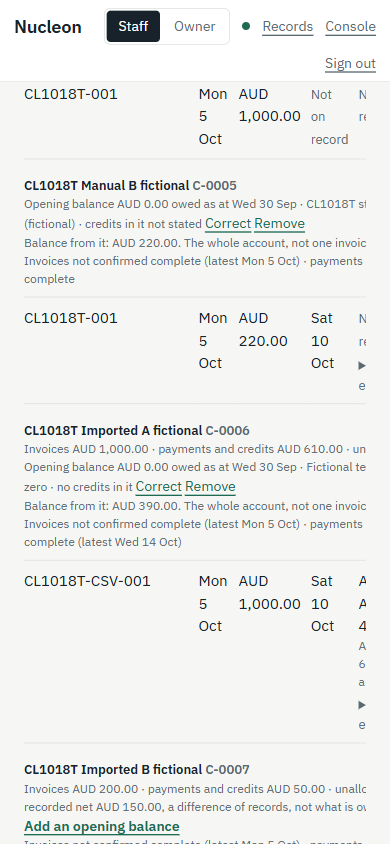 Nucleon Staff Owner Records Console
Sign out
CL1018T-001 Mon AUD Not
5 1,000.00 on
Oct record
CL1018T Manual B fictional C-0005
Opening balance AUD 0.00 owed as at Wed 30 Sep · CL1018T
(fictional) · credits in it not stated Correct Remove
Balance from it: AUD 220.00. The whole account, not one
Invoices not confirmed complete (latest Mon 5 Oct) · payments
complete
CL1018T-001 Mon AUD Sat
5 220.00 10
Oct Oct
CL1018T Imported A fictional C-0006
Invoices AUD 1,000.00 · payments and credits AUD 610.00 ·
Opening balance AUD 0.00 owed as at Wed 30 Sep · Fictional
zero · no credits in it Correct Remove
Balance from it: AUD 390.00. The whole account, not one
Invoices not confirmed complete (latest Mon 5 Oct) · payments
complete (latest Wed 14 Oct)
CL1018T-CSV-001 Mon AUD Sat
5 1,000.00 10
Oct Oct
CL1018T Imported B fictional C-0007
Invoices AUD 200.00 · payments and credits AUD 50.00 ·
recorded net AUD 150.00, a difference of records, not what is
Add an opening balance